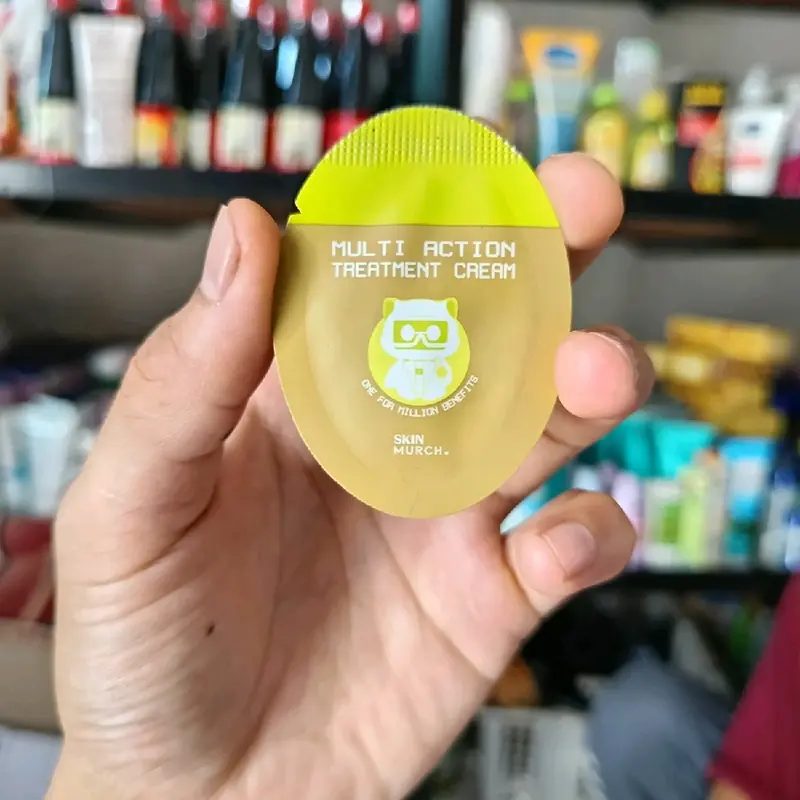 MULTI ACTION
TREATMENT CREAM
ONE FOR MILLION BENEFITS
SKIN
MURCH.